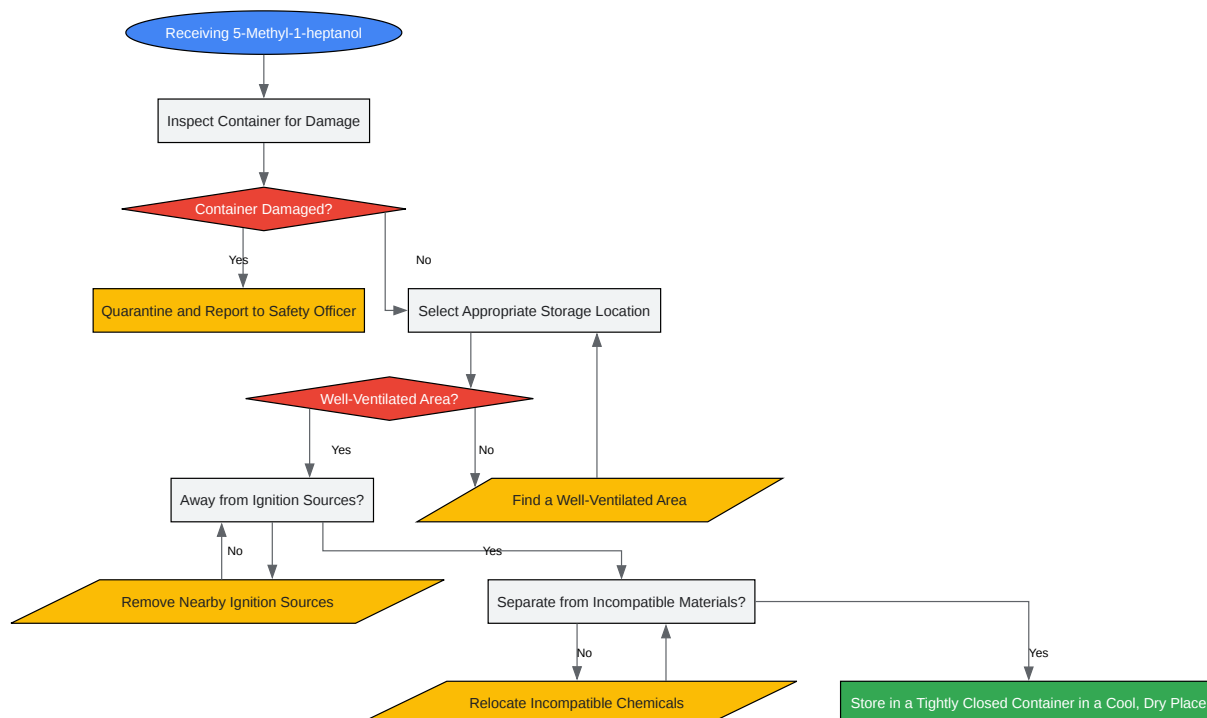 Receiving 5-Methyl-1-heptanol
Inspect Container for Damage
Container Damaged?
Yes
No
Quarantine and Report to Safety Officer
Select Appropriate Storage Location
Well-Ventilated Area?
Yes
No
Away from Ignition Sources?
Find a Well-Ventilated Area
No
Yes
Remove Nearby Ignition Sources
Separate from Incompatible Materials?
No
Yes
Relocate Incompatible Chemicals
Store in a Tightly Closed Container in a Cool, Dry Place